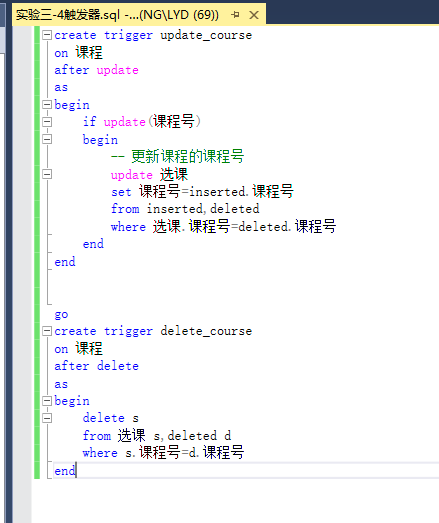 实验三-4触发器.sql -...(NG\LYD (69))
create trigger update_course
on 课程
after update
as
begin
if update(课程号)
begin
-- 更新课程的课程号
update 选课
set 课程号=inserted.课程号
from inserted,deleted
where 选课.课程号=deleted.课程号
end
end
go
create trigger delete_course
on 课程
after delete
as
begin
delete s
from 选课 s,deleted d
where s.课程号=d.课程号
end